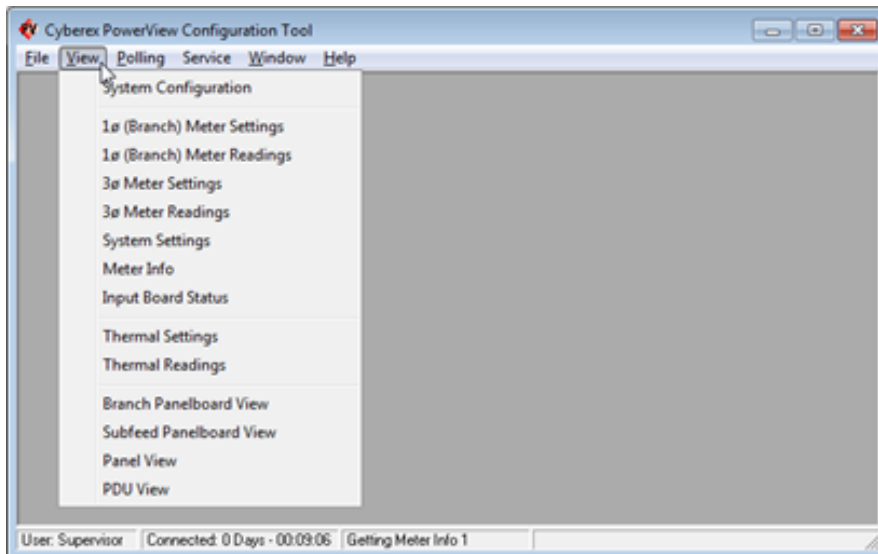 Cyberex PowerView Configuration Tool
File View Polling Service Window Help
System Configuration
1ø (Branch) Meter Settings
1ø (Branch) Meter Readings
3ø Meter Settings
3ø Meter Readings
System Settings
Meter Info
Input Board Status
Thermal Settings
Thermal Readings
Branch Panelboard View
Subfeed Panelboard View
Panel View
PDU View
User: Supervisor Connected: 0 Days - 00:09:06 Getting Meter Info 1